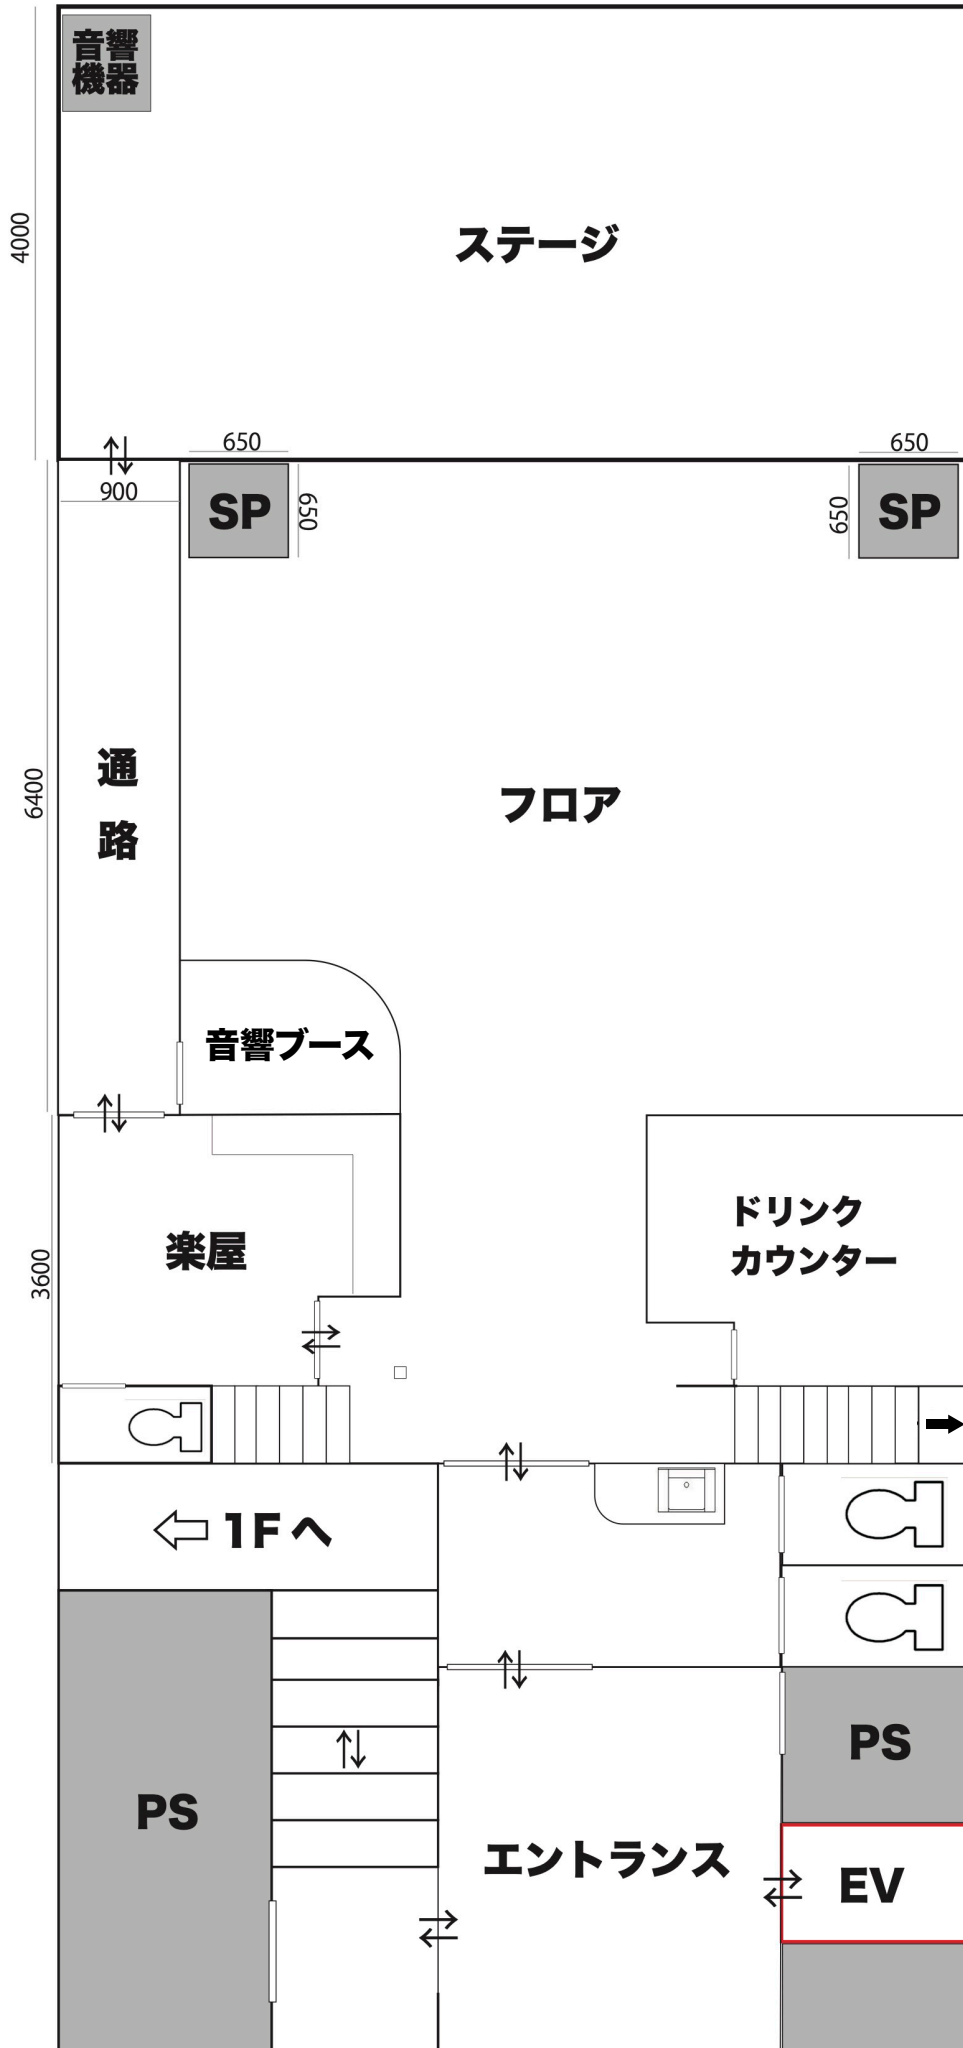 音響
機器
ステージ
4000
650
650
900
SP
650
650
SP
通
路
6400
フロア
音響ブース
楽屋
3600
ドリンク
カウンター
1Fへ
PS
PS
エントランス
EV